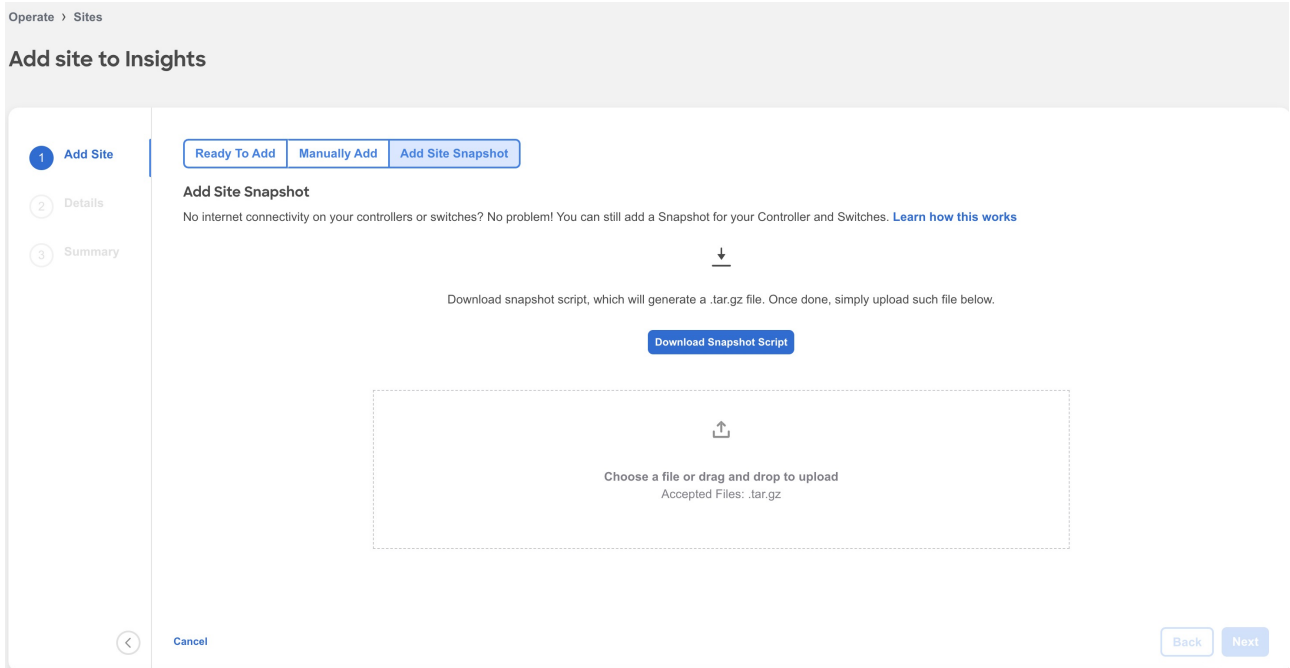 Operate > Sites
Add site to Insights
1 Add Site
2 Details
3 Summary
Ready To Add Manually Add Add Site Snapshot
Add Site Snapshot
No internet connectivity on your controllers or switches? No problem! You can still add a Snapshot for your Controller and Switches. Learn how this works
Download snapshot script, which will generate a .tar.gz file. Once done, simply upload such file below.
Download Snapshot Script
Choose a file or drag and drop to upload
Accepted Files: .tar.gz
Cancel
Back Next